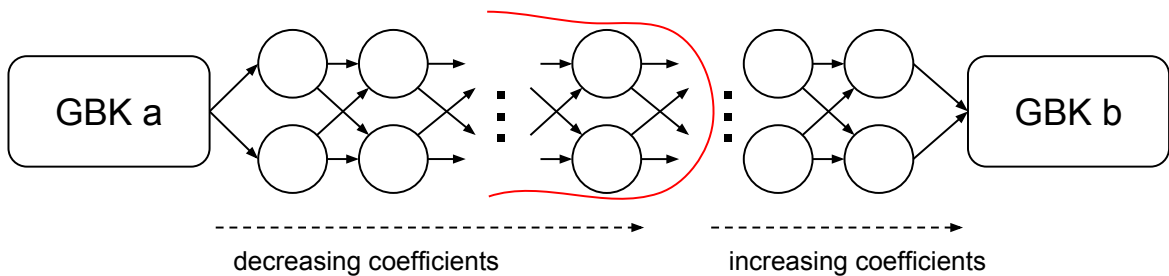 GBK a
GBK b
decreasing coefficients
increasing coefficients